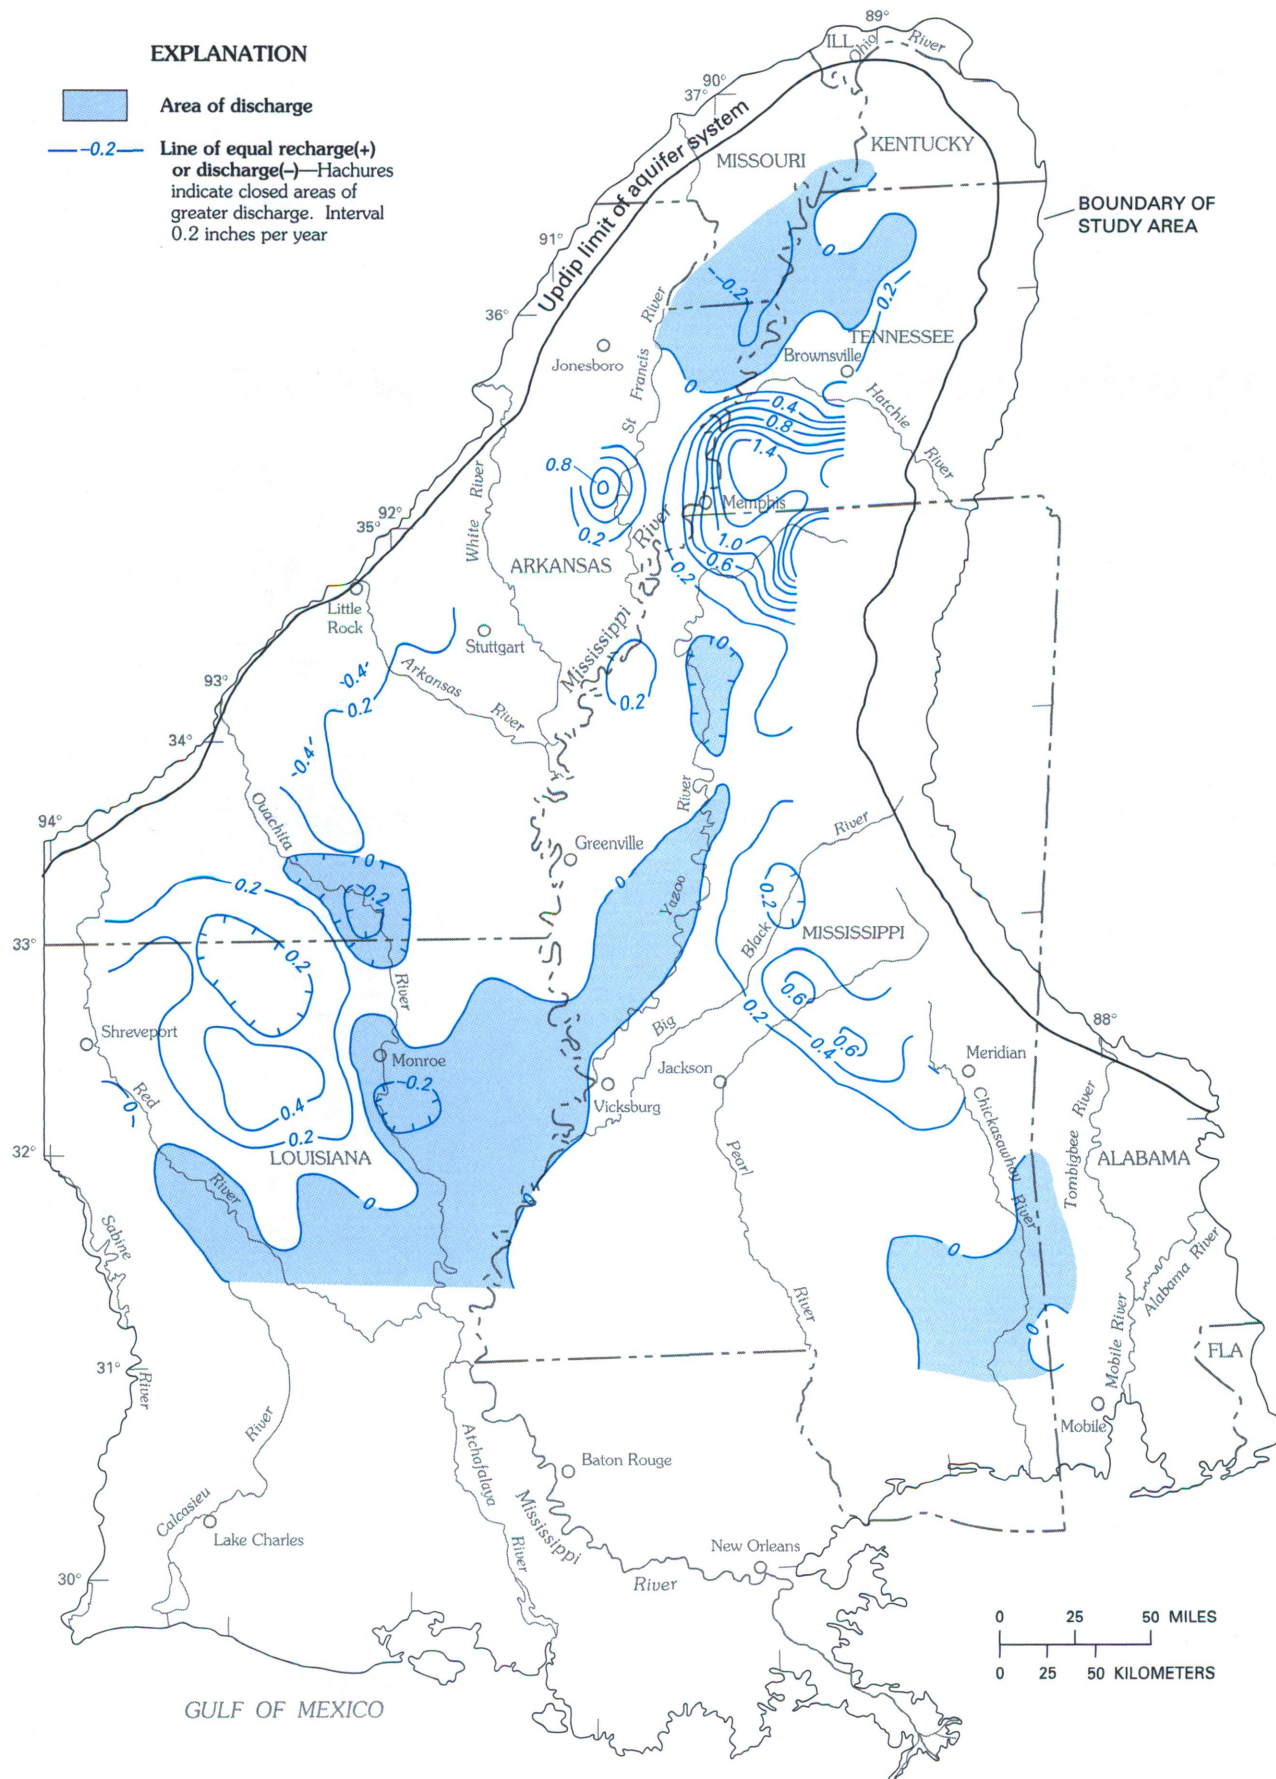 EXPLANATION
Area of discharge
—-0.2— Line of equal recharge(+)
or discharge(–)—Hachures
indicate closed areas of
greater discharge. Interval
0.2 inches per year
89°
ILL
Ohio River
90°
37°
Updip limit of aquifer system
MISSOURI
KENTUCKY
BOUNDARY OF
STUDY AREA
91°
0
-0.2
0.2
36°
St Francis River
TENNESSEE
Jonesboro
Brownsville
0
Hatchie River
0.4
0.8
1.4
0.8
White River
Memphis
92°
35°
0.2
1.0
ARKANSAS
0.6
0.2
Little
Rock
Stuttgart
Mississippi River
0
0.4
Arkansas River
93°
0.2
0.2
34°
0.4
Ouachita River
Yazoo River
94°
Greenville
Big Black River
0
-0.2
0
0.2
0.2
33°
MISSISSIPPI
0.2
0.6
0.2
0.4
0.6
88°
Shreveport
Monroe
Jackson
Meridian
-0.2
Vicksburg
0
Red River
0.4
0.2
32°
LOUISIANA
Pearl River
Chickasawhay River
Tombigbee River
ALABAMA
0
0
Sabine River
0
Alabama River
0
Mobile River
FLA
31°
Mobile
Calcasieu River
Atchafalaya River
Baton Rouge
Mississippi River
Lake Charles
New Orleans
30°
0 25 50 MILES
0 25 50 KILOMETERS
GULF OF MEXICO